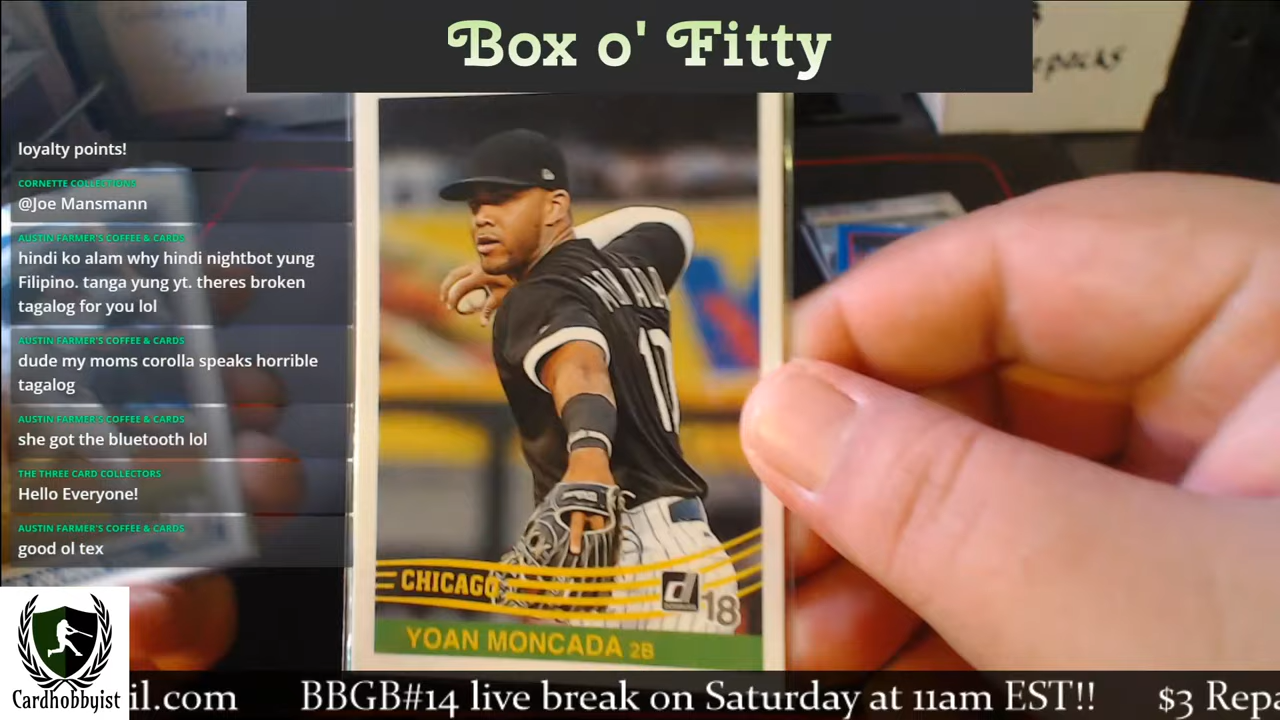 Box o' Fitty
epacks
loyalty points!
CORNETTE COLLECTIONS
@Joe Mansmann
AUSTIN FARMER'S COFFEE & CARDS
hindi ko alam why hindi nightbot yung
Filipino. tanga yung yt. theres broken
tagalog for you lol
AUSTIN FARMER'S COFFEE & CARDS
dude my moms corolla speaks horrible
tagalog
AUSTIN FARMER'S COFFEE & CARDS
she got the bluetooth lol
THE THREE CARD COLLECTORS
Hello Everyone!
AUSTIN FARMER'S COFFEE & CARDS
good ol tex
CHICAGO
d 18
YOAN MONCADA 2B
Cardhobbyist
il.com BBGB#14 live break on Saturday at 11am EST!! $3 Repa